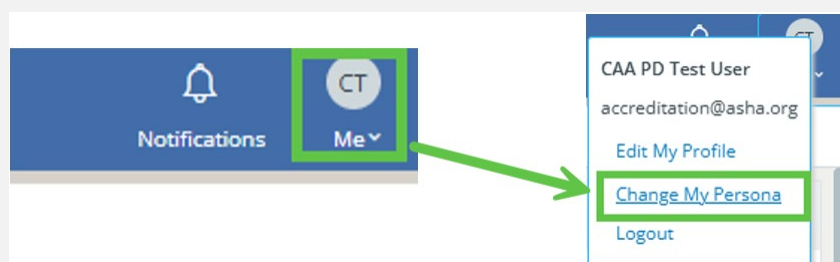 CT
Notifications
Me
CT
CAA PD Test User
accreditation@asha.org
Edit My Profile
Change My Persona
Logout